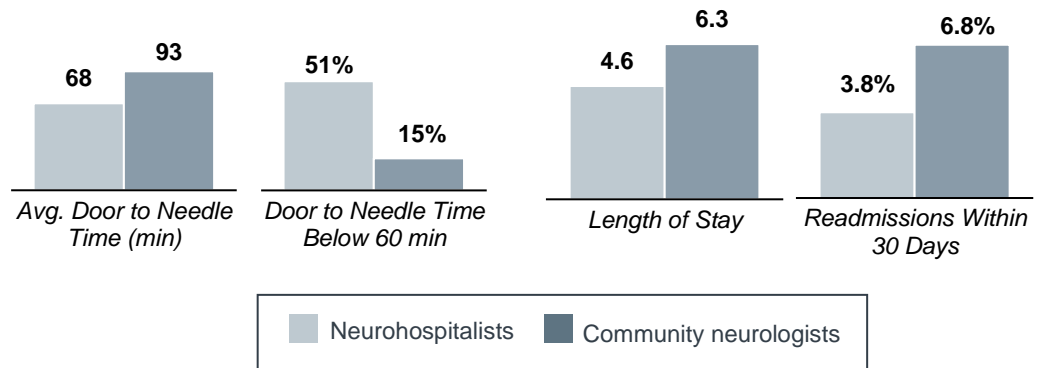 68
93
Avg. Door to Needle
Time (min)
51%
15%
Door to Needle Time
Below 60 min
4.6
6.3
Length of Stay
3.8%
6.8%
Readmissions Within
30 Days
Neurohospitalists
Community neurologists